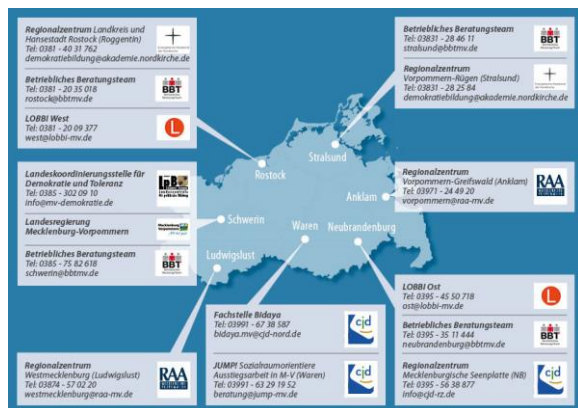 Regionalzentrum Landkreis und
Hansestadt Rostock (Roggentin)
Tel: 0381 - 40 31 762
demokratiebildung@akademie.nordkirche.de
Betriebliches Beratungsteam
Tel: 0381 - 20 35 018
rostock@bbtmv.de
BBT
LOBBI West
Tel: 0381 - 20 09 377
west@lobbi-mv.de
L
Landeskoordinierungsstelle für
Demokratie und Toleranz
Tel: 0385 - 302 09 10
info@mv-demokratie.de
LpB
Landesregierung
Mecklenburg-Vorpommern
Betriebliches Beratungsteam
Tel: 0385 - 75 82 618
schwerin@bbtmv.de
BBT
Regionalzentrum
Westmecklenburg (Ludwigslust)
Tel: 03874 - 57 02 20
westmecklenburg@raa-mv.de
RAA
Rostock
Stralsund
Anklam
Schwerin
Waren
Neubrandenburg
Ludwigslust
Fachstelle Bidaya
Tel: 03991 - 67 38 587
bidaya.mv@cjd-nord.de
cjd
JUMP! Sozialraumorientiere
Ausstiegsarbeit in M-V (Waren)
Tel: 03991 - 63 29 19 52
beratung@jump-mv.de
cjd
Betriebliches Beratungsteam
Tel: 03831 - 28 46 11
stralsund@bbtmv.de
BBT
Regionalzentrum
Vorpommern-Rügen (Stralsund)
Tel: 03831 - 28 25 84
demokratiebildung@akademie.nordkirche.de
Regionalzentrum
Vorpommern-Greifswald (Anklam)
Tel: 03971 - 24 49 20
vorpommern@raa-mv.de
RAA
LOBBI Ost
Tel: 0395 - 45 50 718
ost@lobbi-mv.de
L
Betriebliches Beratungsteam
Tel: 0395 - 35 11 444
neubrandenburg@bbtmv.de
BBT
Regionalzentrum
Mecklenburgische Seenplatte (NB)
Tel: 0395 - 56 38 877
info@cjd-rz.de
cjd